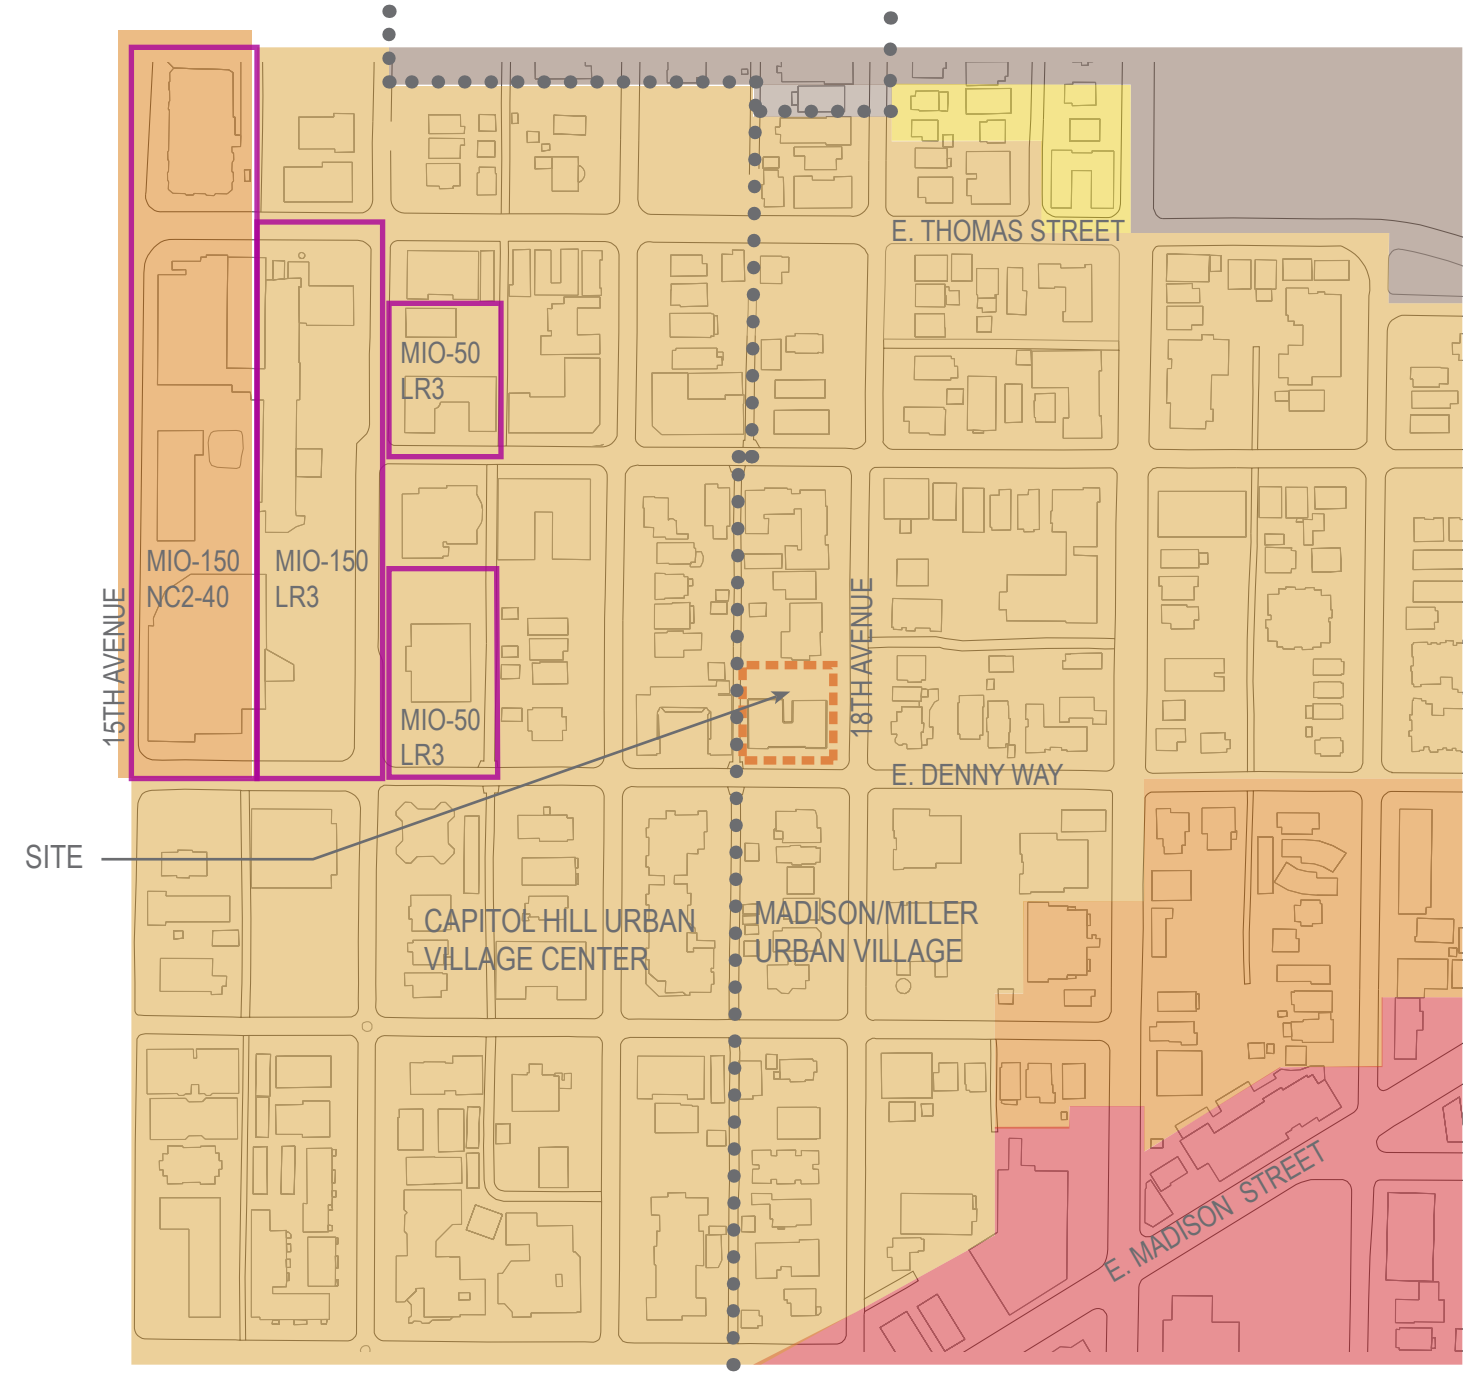 E. THOMAS STREET
MIO-50
LR3
MIO-150
NC2-40
MIO-150
LR3
15TH AVENUE
18TH AVENUE
MIO-50
LR3
E. DENNY WAY
SITE
CAPITOL HILL URBAN
VILLAGE CENTER
MADISON/MILLER
URBAN VILLAGE
E. MADISON STREET